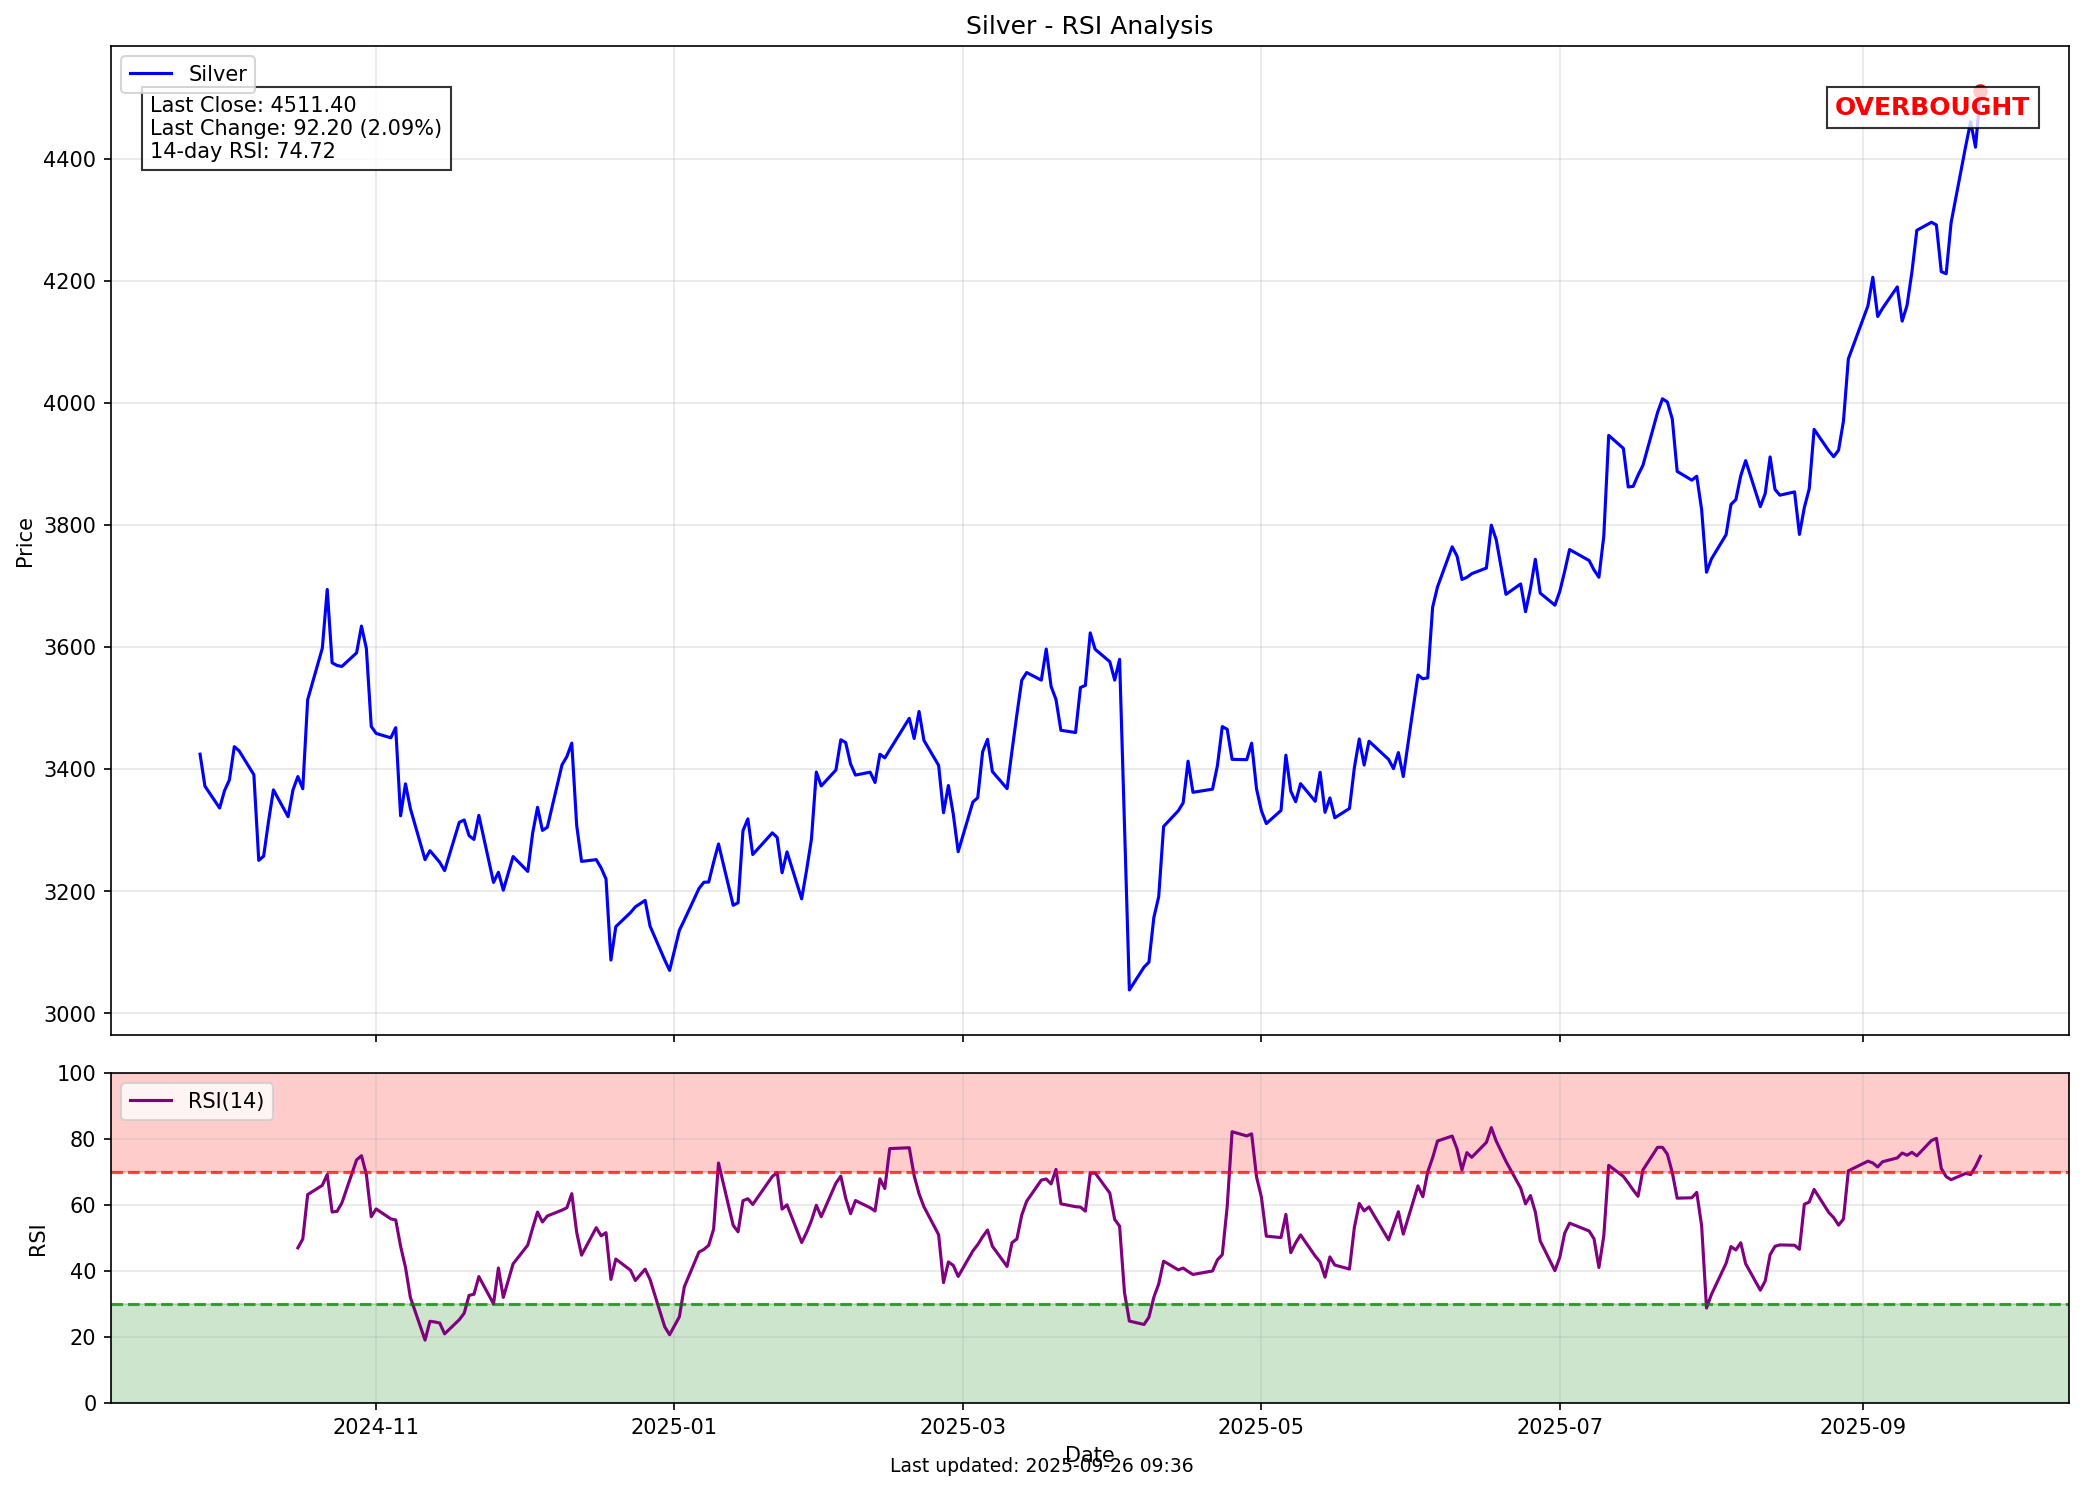 Silver - RSI Analysis
Silver
Last Close: 4511.40
Last Change: 92.20 (2.09%)
14-day RSI: 74.72
OVERBOUGHT
Price
4400
4200
4000
3800
3600
3400
3200
3000
RSI(14)
RSI
100
80
60
40
20
0
2024-11
2025-01
2025-03
2025-05
2025-07
2025-09
Date
Last updated: 2025-09-26 09:36